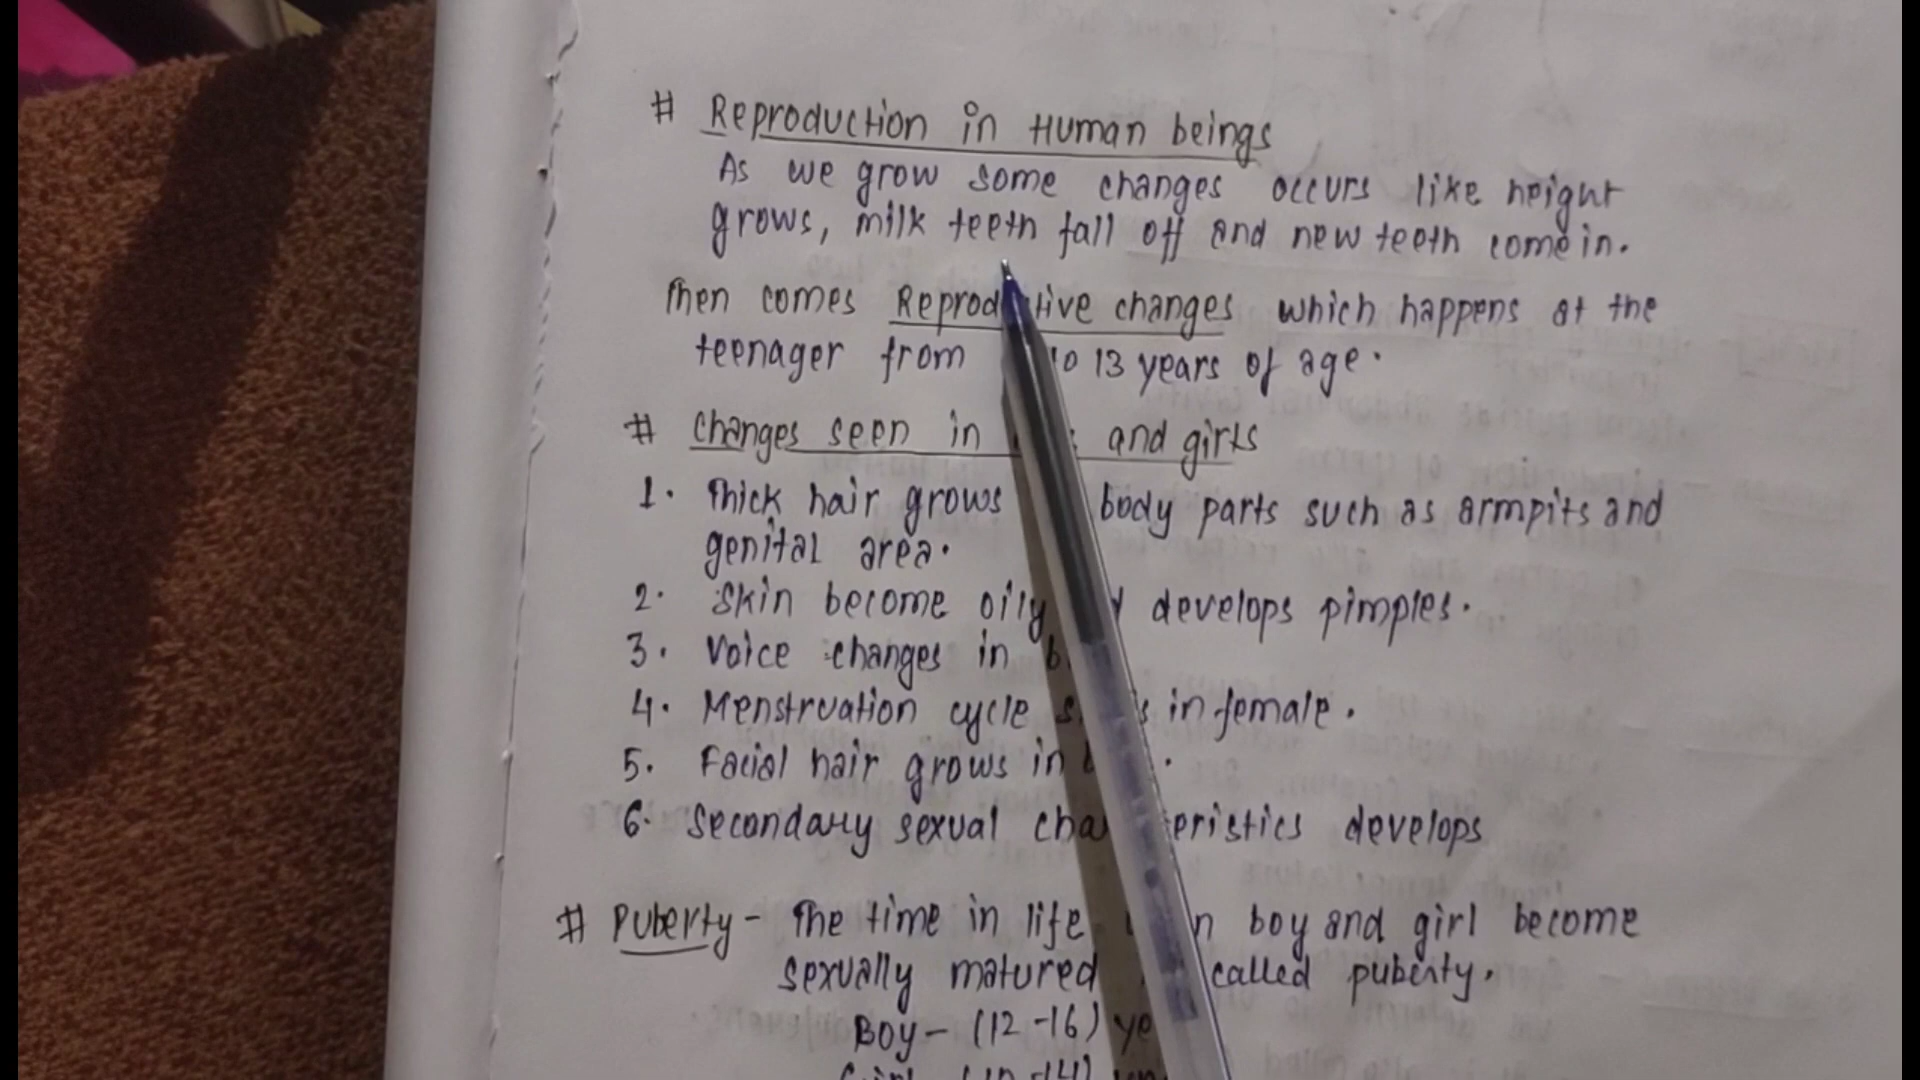 # Reproduction in Human beings
As we grow some changes occurs like height
grows, milk teeth fall off and new teeth come in.
Then comes Reproductive changes which happens at the
teenager from to 13 years of age.
# Changes seen in and girls
1. Thick hair grows body parts such as armpits and
genital area.
2. Skin become oily develops pimples.
3. Voice changes in
4. Menstruation cycle in female.
5. Facial hair grows in
6. Secondary sexual characteristics develops
# Puberty - The time in life boy and girl become
sexually matured called puberty.
Boy - (12 -16)